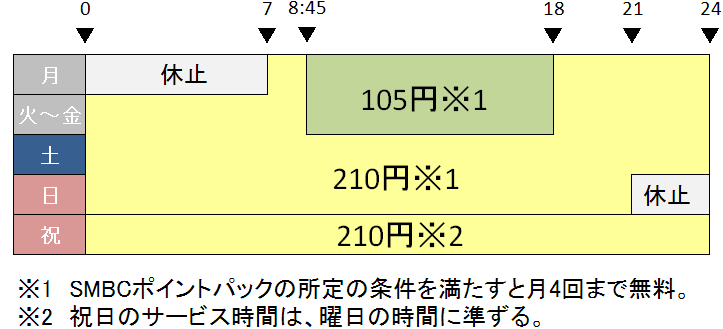 0 7 8:45 18 21 24
月 休止
105円※1
火～金
土
210円※1
日 休止
祝 210円※2
※1 SMBCポイントパックの所定の条件を満たすと月4回まで無料。
※2 祝日のサービス時間は、曜日の時間に準ずる。